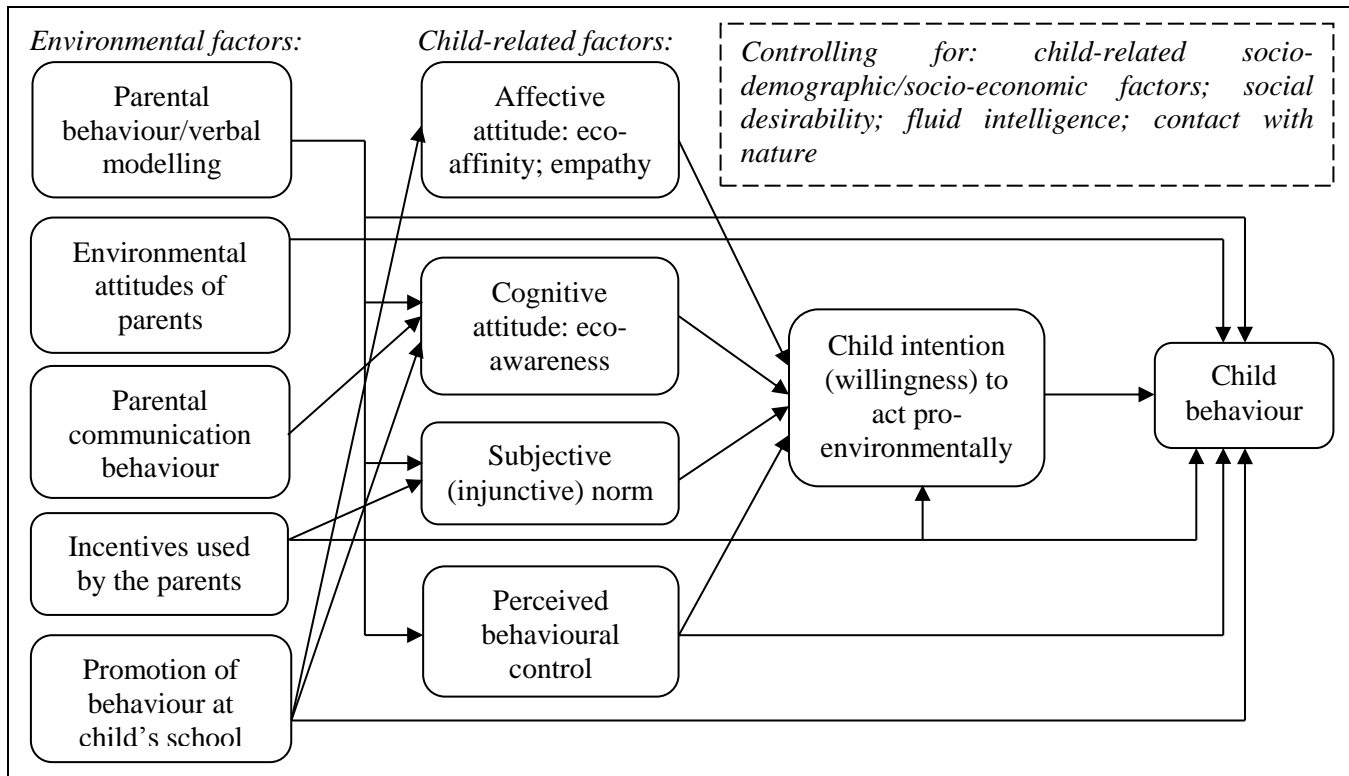 Environmental factors:
Parental
behaviour/verbal
modelling
Environmental
attitudes of
parents
Parental
communication
behaviour
Incentives used
by the parents
Promotion of
behaviour at
child's school
Child-related factors:
Affective
attitude: eco-
affinity; empathy
Cognitive
attitude: eco-
awareness
Subjective
(injunctive) norm
Perceived
behavioural
control
Controlling for: child-related socio-
demographic/socio-economic factors; social
desirability; fluid intelligence; contact with
nature
Child intention
(willingness) to
act pro-
environmentally
Child
behaviour